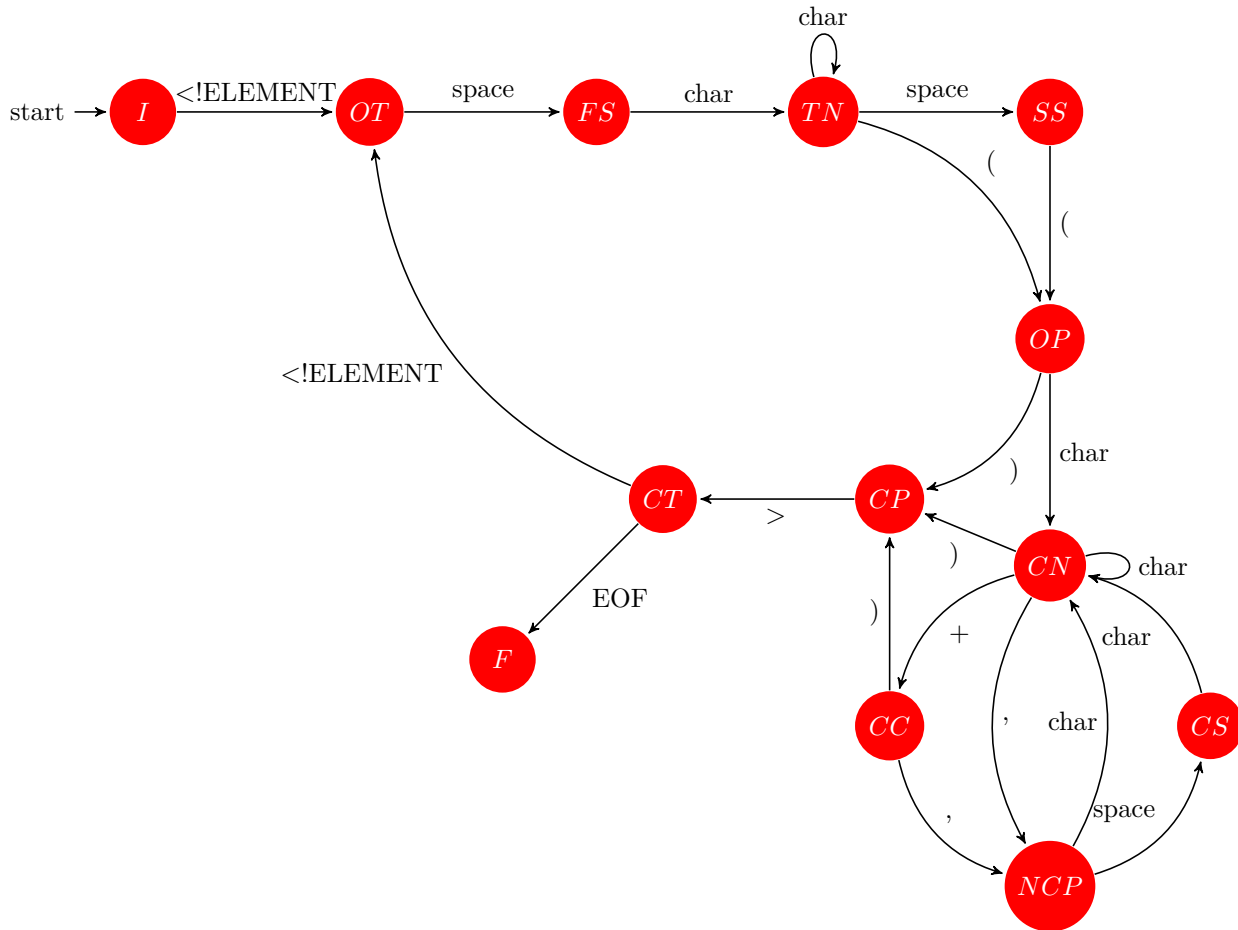 char
start
I
<!ELEMENT
OT
space
FS
char
TN
space
SS
(
(
OP
<!ELEMENT
char
)
CT
>
CP
)
CN
char
EOF
)
+
char
F
CC
,
char
CS
,
space
NCP